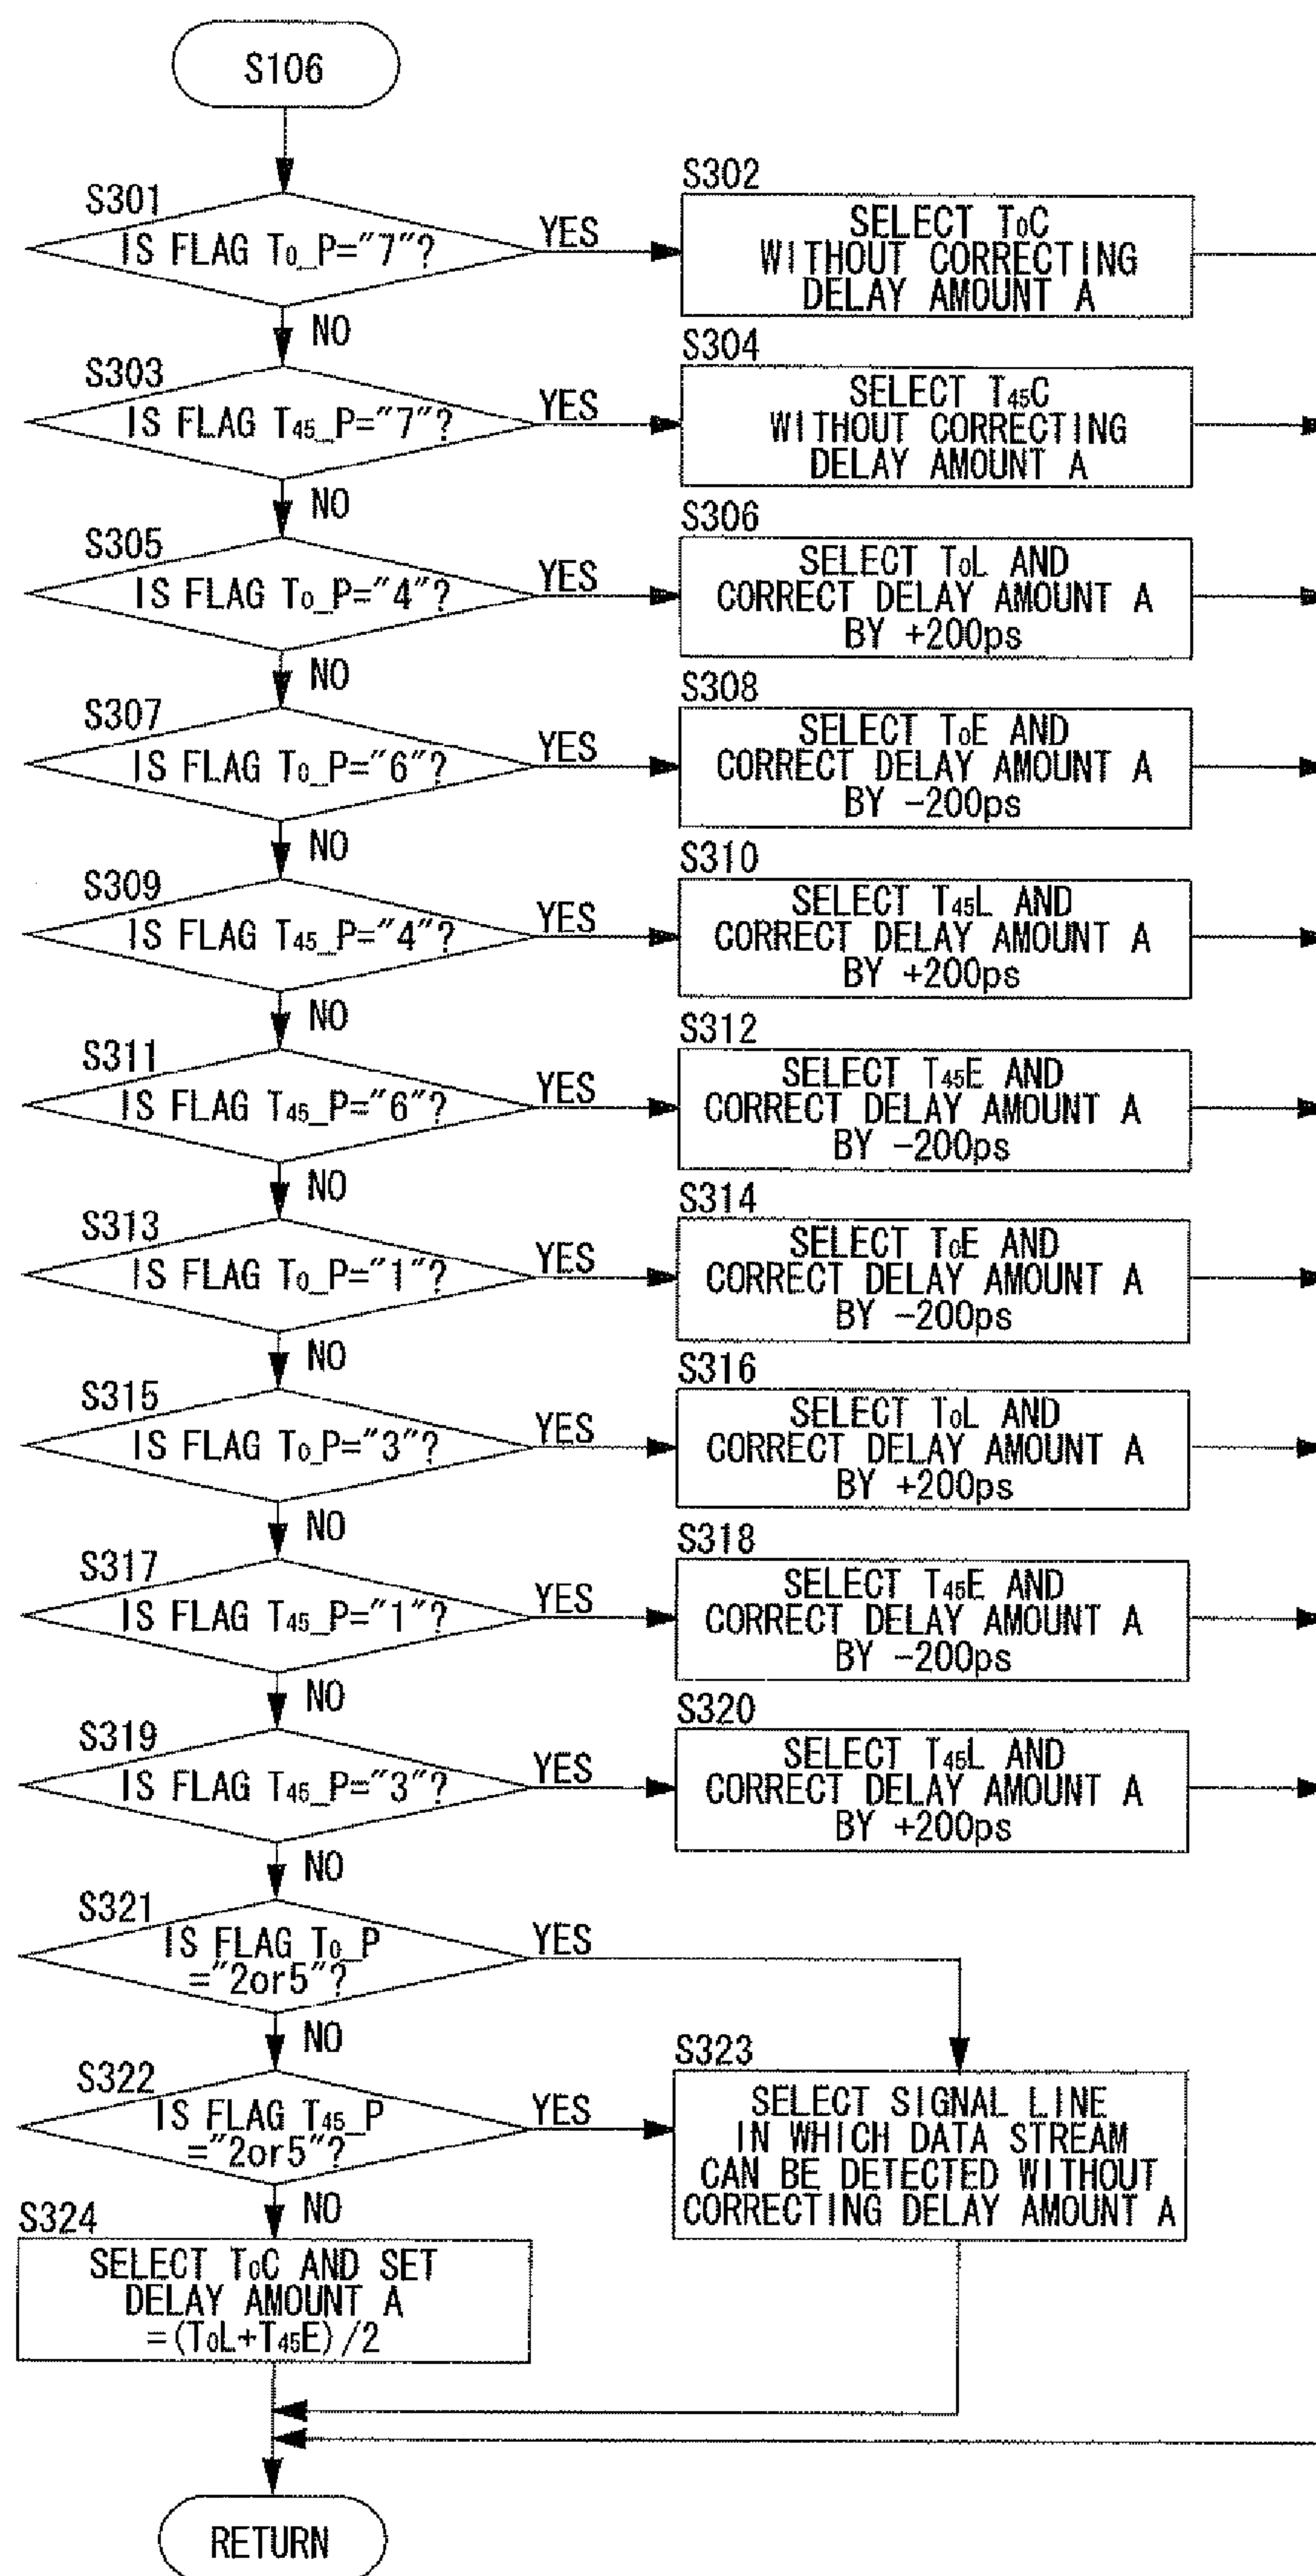 S106
S301
IS FLAG T₀_P="7"?
YES
NO
S302
SELECT T₀C
WITHOUT CORRECTING
DELAY AMOUNT A
S303
IS FLAG T₄₅_P="7"?
YES
NO
S304
SELECT T₄₅C
WITHOUT CORRECTING
DELAY AMOUNT A
S305
IS FLAG T₀_P="4"?
YES
NO
S306
SELECT T₀L AND
CORRECT DELAY AMOUNT A
BY +200ps
S307
IS FLAG T₀_P="6"?
YES
NO
S308
SELECT T₀E AND
CORRECT DELAY AMOUNT A
BY -200ps
S309
IS FLAG T₄₅_P="4"?
YES
NO
S310
SELECT T₄₅L AND
CORRECT DELAY AMOUNT A
BY +200ps
S311
IS FLAG T₄₅_P="6"?
YES
NO
S312
SELECT T₄₅E AND
CORRECT DELAY AMOUNT A
BY -200ps
S313
IS FLAG T₀_P="1"?
YES
NO
S314
SELECT T₀E AND
CORRECT DELAY AMOUNT A
BY -200ps
S315
IS FLAG T₀_P="3"?
YES
NO
S316
SELECT T₀L AND
CORRECT DELAY AMOUNT A
BY +200ps
S317
IS FLAG T₄₅_P="1"?
YES
NO
S318
SELECT T₄₅E AND
CORRECT DELAY AMOUNT A
BY -200ps
S319
IS FLAG T₄₅_P="3"?
YES
NO
S320
SELECT T₄₅L AND
CORRECT DELAY AMOUNT A
BY +200ps
S321
IS FLAG T₀_P
="2or5"?
YES
NO
S322
IS FLAG T₄₅_P
="2or5"?
YES
NO
S323
SELECT SIGNAL LINE
IN WHICH DATA STREAM
CAN BE DETECTED WITHOUT
CORRECTING DELAY AMOUNT A
S324
SELECT T₀C AND SET
DELAY AMOUNT A
=(T₀L+T₄₅E)/2
RETURN